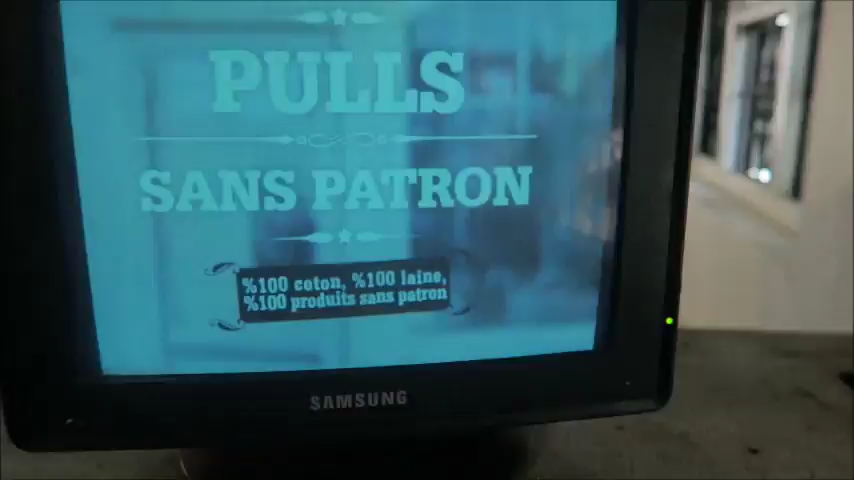 PULLS
SANS PATRON
%100 coton, %100 laine,
%100 produits sans patron
SAMSUNG